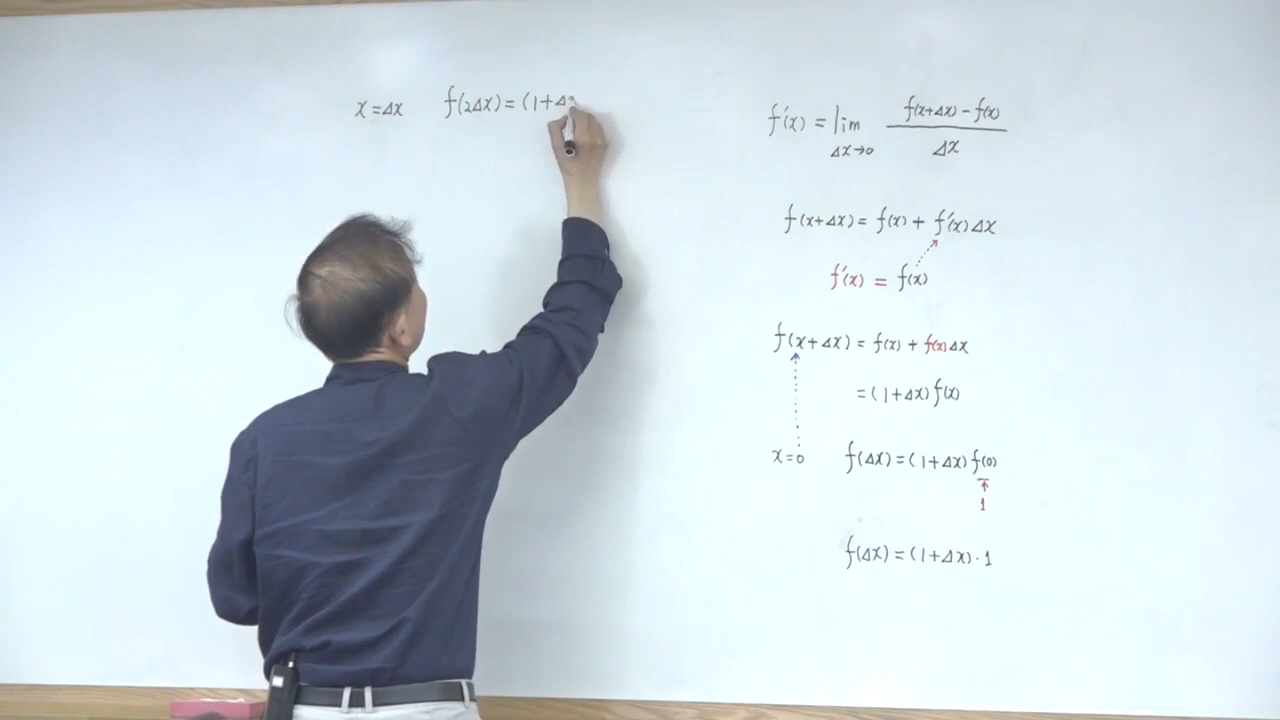 x = Δx f(2Δx) = (1+Δ
f'(x) = lim Δx→0 f(x+Δx) - f(x) / Δx
f(x+Δx) = f(x) + f'(x)Δx
f'(x) = f(x)
f(x+Δx) = f(x) + f(x)Δx
= (1+Δx)f(x)
x=0 f(Δx) = (1+Δx)f(0)
1
f(Δx) = (1+Δx)·1